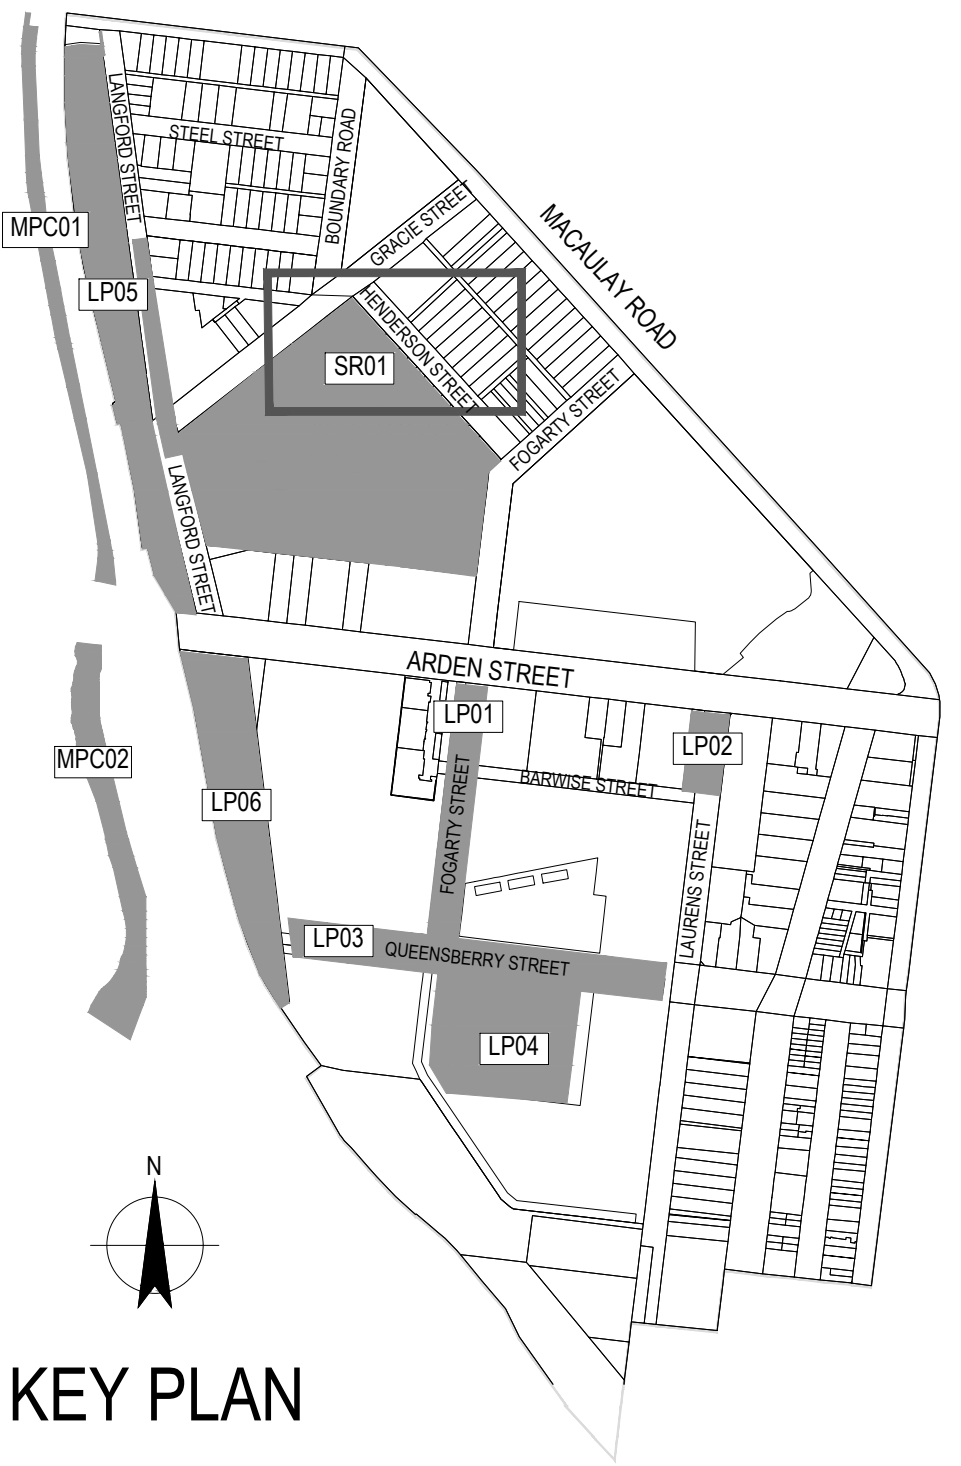 LANGFORD STREET
STEEL STREET
BOUNDARY ROAD
GRACIE STREET
MACAULAY ROAD
MPC01
LP05
HENDERSON STREET
SR01
FOGARTY STREET
LANGFORD STREET
ARDEN STREET
LP01
LP02
MPC02
BARWISE STREET
LP06
FOGARTY STREET
LAURENS STREET
LP03
QUEENSBERRY STREET
LP04
N
KEY PLAN